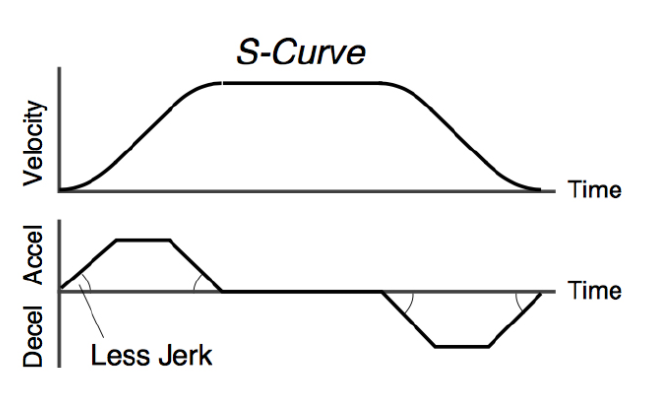 S-Curve
Velocity
Time
Accel
Decel
Time
Less Jerk